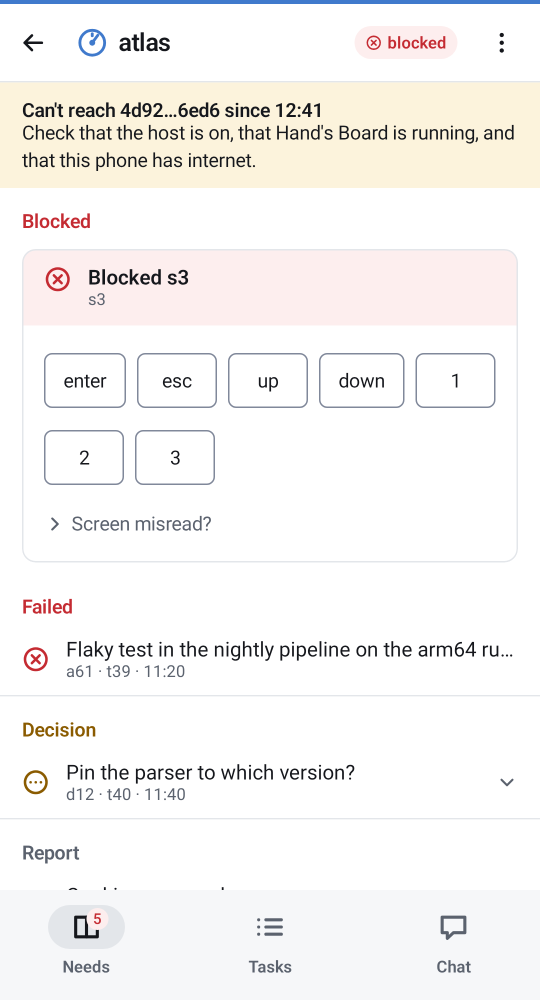 atlas
blocked
Can't reach 4d92…6ed6 since 12:41
Check that the host is on, that Hand's Board is running, and
that this phone has internet.
Blocked
Blocked s3
s3
enter
esc
up
down
1
2
3
Screen misread?
Failed
Flaky test in the nightly pipeline on the arm64 ru…
a61 · t39 · 11:20
Decision
Pin the parser to which version?
d12 · t40 · 11:40
Report
5
Needs
Tasks
Chat